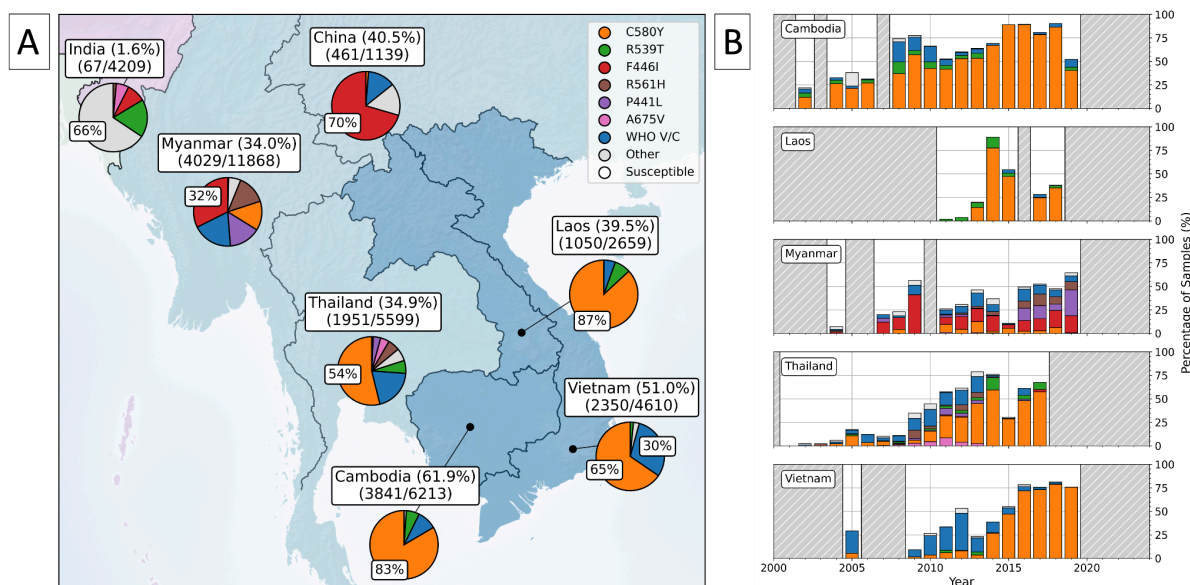 A
India (1.6%)
(67/4209)
66%
China (40.5%)
(461/1139)
70%
Myanmar (34.0%)
(4029/11868)
32%
C580Y
R539T
F446I
R561H
P441L
A675V
WHO V/C
Other
Susceptible
Laos (39.5%)
(1050/2659)
87%
Thailand (34.9%)
(1951/5599)
54%
Vietnam (51.0%)
(2350/4610)
30%
65%
Cambodia (61.9%)
(3841/6213)
83%
B
Cambodia
100
75
50
25
0
Laos
100
75
50
25
0
Myanmar
100
75
50
25
0
Thailand
100
75
50
25
0
Vietnam
100
75
50
25
0
Percentage of Samples (%)
2000
2005
2010
2015
2020
Year